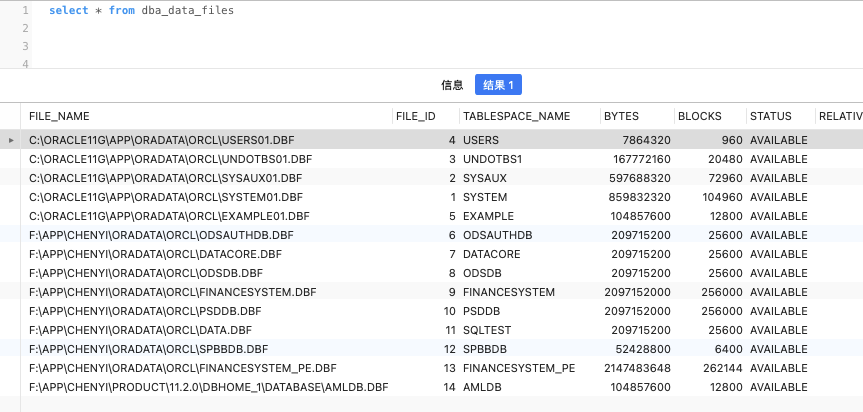 1 select * from dba_data_files
2
3
4
信息 结果 1
FILE_NAME FILE_ID TABLESPACE_NAME BYTES BLOCKS STATUS RELATIV
C:\ORACLE11G\APP\ORADATA\ORCL\USERS01.DBF 4 USERS 7864320 960 AVAILABLE
C:\ORACLE11G\APP\ORADATA\ORCL\UNDOTBS01.DBF 3 UNDOTBS1 167772160 20480 AVAILABLE
C:\ORACLE11G\APP\ORADATA\ORCL\SYSAUX01.DBF 2 SYSAUX 597688320 72960 AVAILABLE
C:\ORACLE11G\APP\ORADATA\ORCL\SYSTEM01.DBF 1 SYSTEM 859832320 104960 AVAILABLE
C:\ORACLE11G\APP\ORADATA\ORCL\EXAMPLE01.DBF 5 EXAMPLE 104857600 12800 AVAILABLE
F:\APP\CHENYI\ORADATA\ORCL\ODSAUTHDB.DBF 6 ODSAUTHDB 209715200 25600 AVAILABLE
F:\APP\CHENYI\ORADATA\ORCL\DATACORE.DBF 7 DATACORE 209715200 25600 AVAILABLE
F:\APP\CHENYI\ORADATA\ORCL\ODSDB.DBF 8 ODSDB 209715200 25600 AVAILABLE
F:\APP\CHENYI\ORADATA\ORCL\FINANCESYSTEM.DBF 9 FINANCESYSTEM 2097152000 256000 AVAILABLE
F:\APP\CHENYI\ORADATA\ORCL\PSDDB.DBF 10 PSDDB 2097152000 256000 AVAILABLE
F:\APP\CHENYI\ORADATA\ORCL\DATA.DBF 11 SQLTEST 209715200 25600 AVAILABLE
F:\APP\CHENYI\ORADATA\ORCL\SPBBDB.DBF 12 SPBBDB 52428800 6400 AVAILABLE
F:\APP\CHENYI\ORADATA\ORCL\FINANCESYSTEM_PE.DBF 13 FINANCESYSTEM_PE 2147483648 262144 AVAILABLE
F:\APP\CHENYI\PRODUCT\11.2.0\DBHOME_1\DATABASE\AMLDB.DBF 14 AMLDB 104857600 12800 AVAILABLE